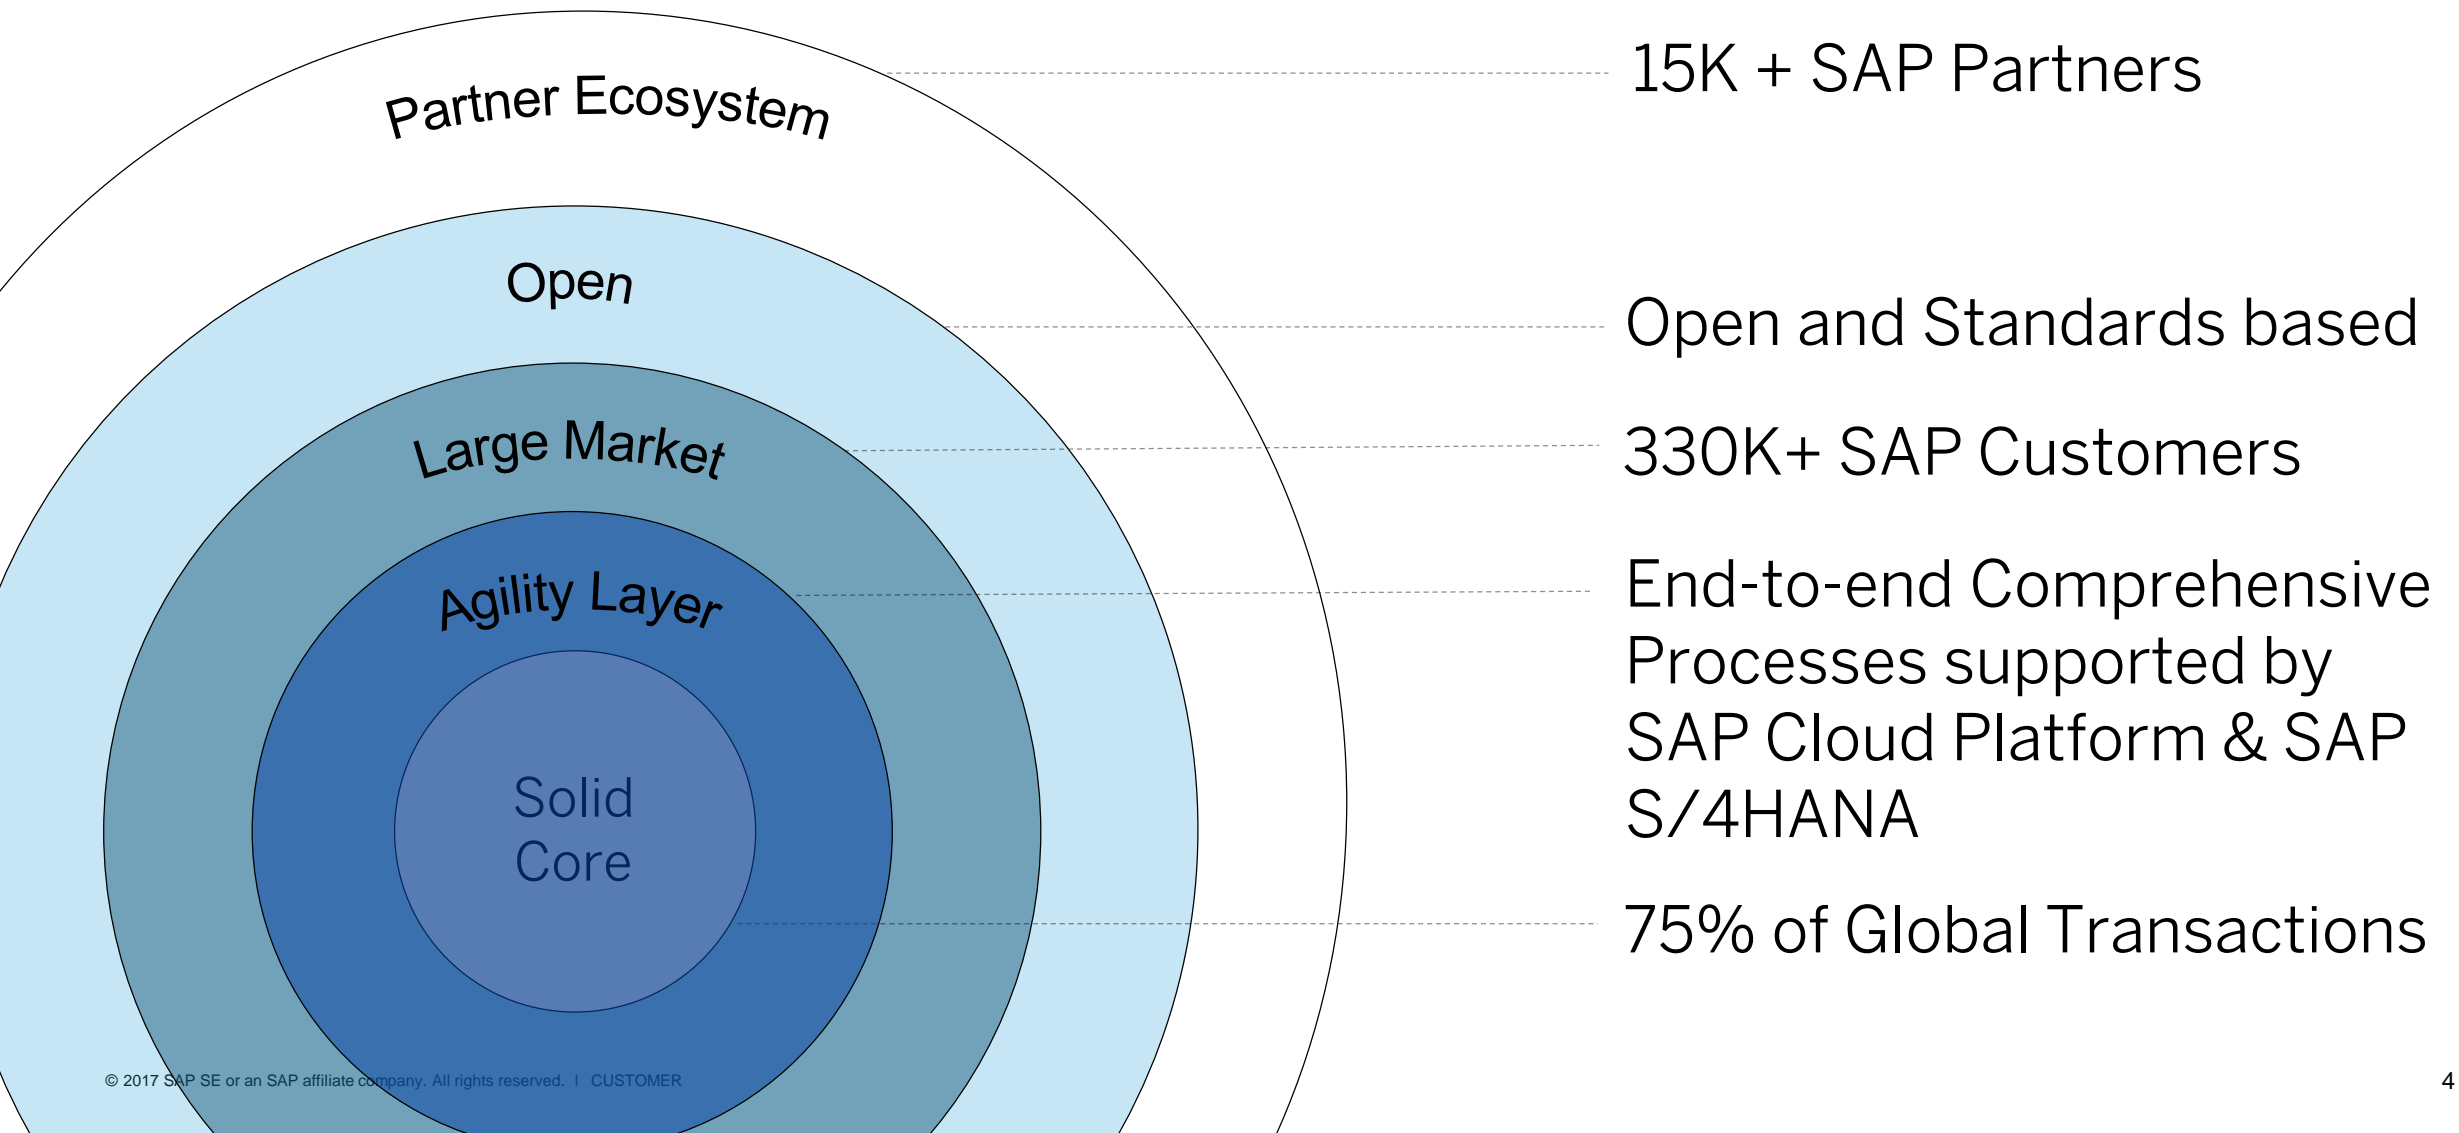 Partner Ecosystem
15K + SAP Partners
Open
Open and Standards based
Large Market
330K+ SAP Customers
Agility Layer
End-to-end Comprehensive
Processes supported by
SAP Cloud Platform & SAP
S/4HANA
Solid
Core
75% of Global Transactions
© 2017 SAP SE or an SAP affiliate company. All rights reserved. ǀ CUSTOMER
4